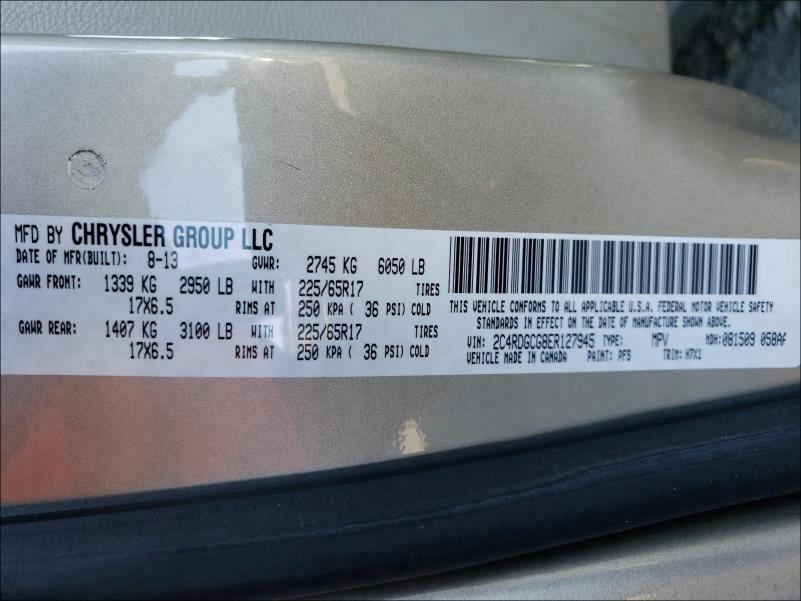 MFD BY CHRYSLER GROUP LLC
DATE OF MFR(BUILT): 8-13 GVWR: 2745 KG 6050 LB
GAWR FRONT: 1339 KG 2950 LB WITH 225/65R17 TIRES
17X6.5 RIMS AT 250 KPA ( 36 PSI) COLD
GAWR REAR: 1407 KG 3100 LB WITH 225/65R17 TIRES
17X6.5 RIMS AT 250 KPA ( 36 PSI) COLD
THIS VEHICLE CONFORMS TO ALL APPLICABLE U.S.A. FEDERAL MOTOR VEHICLE SAFETY
STANDARDS IN EFFECT ON THE DATE OF MANUFACTURE SHOWN ABOVE.
VIN: 2C4RDGCG8ER127945 TYPE: MPV MDH:081509 058AF
VEHICLE MADE IN CANADA PAINT: PFS TRIM: H7X1